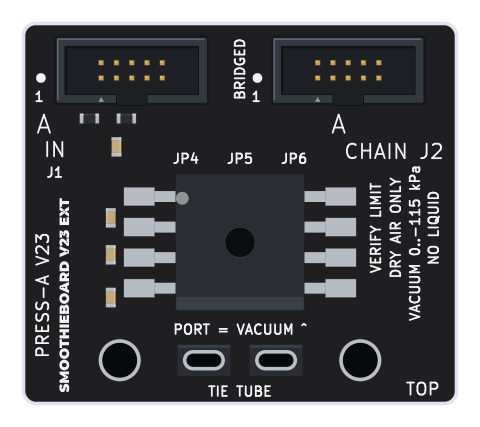 BRIDGED
1
1
A
A
IN
CHAIN J2
J1
JP4 JP5 JP6
VERIFY LIMIT
DRY AIR ONLY
VACUUM 0..-115 kPa
NO LIQUID
PRESS-A V23
SMOOTHIEBOARD V23 EXT
PORT = VACUUM ^
TIE TUBE
TOP